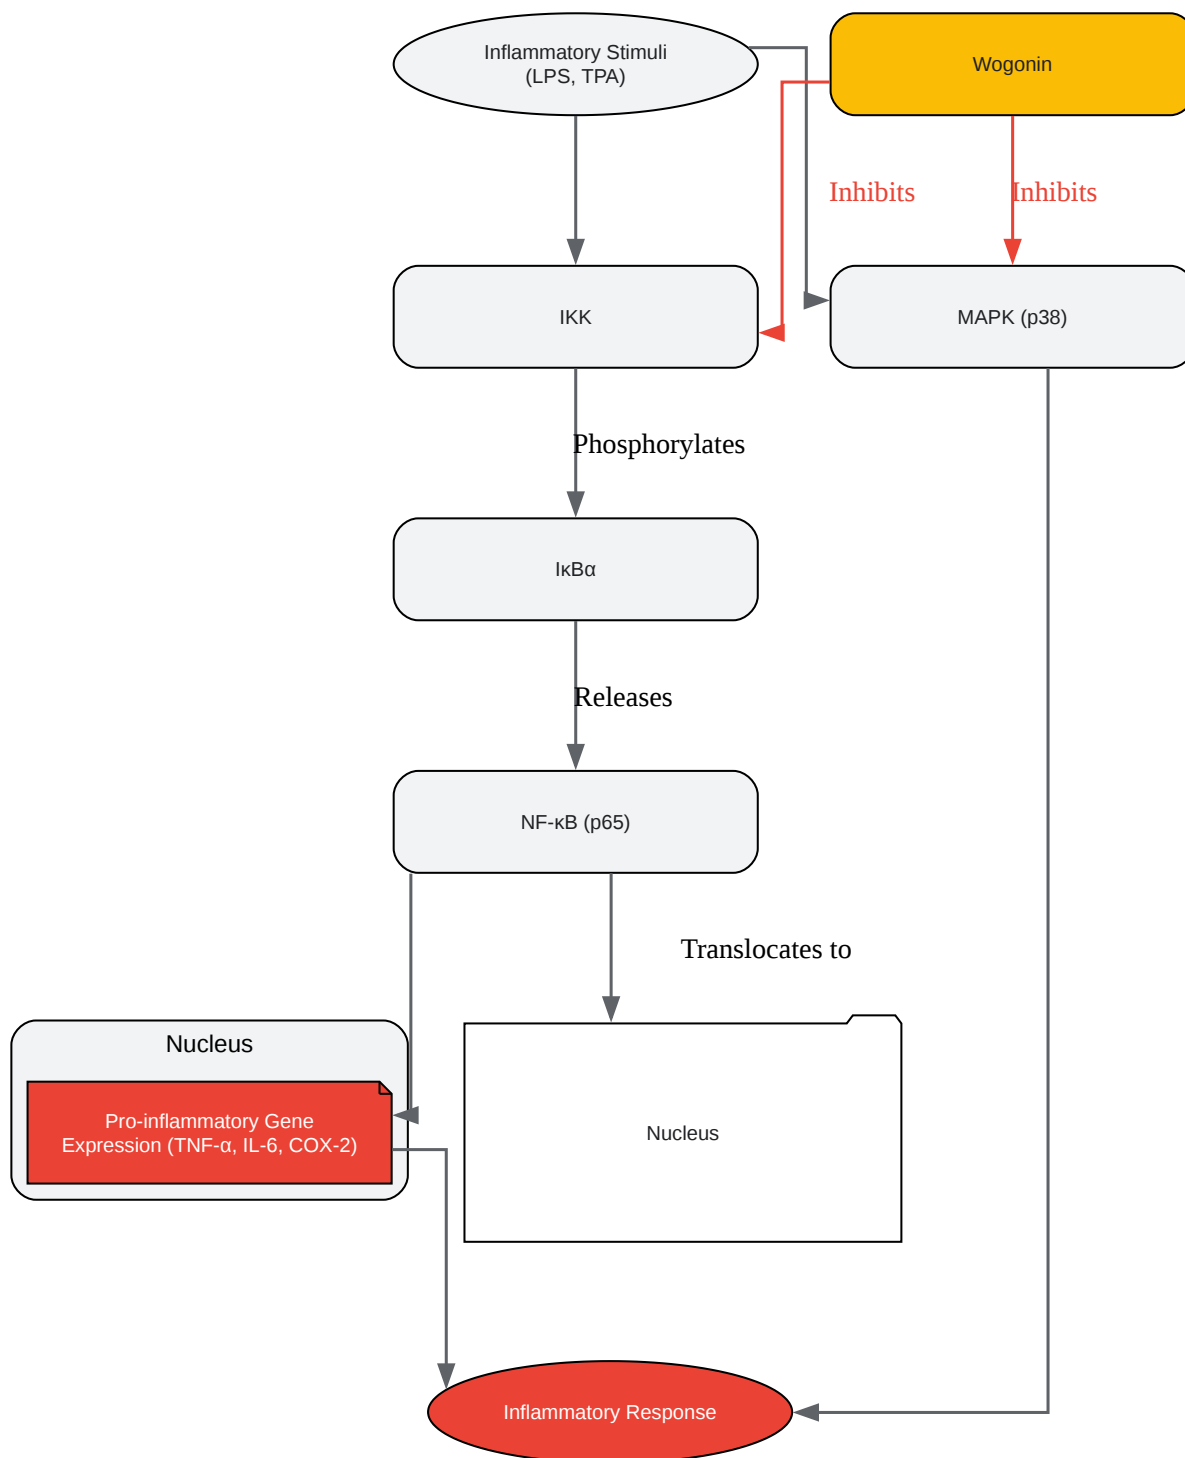 Inflammatory Stimuli
(LPS, TPA)
Wogonin
Inhibits
Inhibits
IKK
MAPK (p38)
Phosphorylates
IκBα
Releases
NF-κB (p65)
Translocates to
Nucleus
Pro-inflammatory Gene
Expression (TNF-α, IL-6, COX-2)
Nucleus
Inflammatory Response